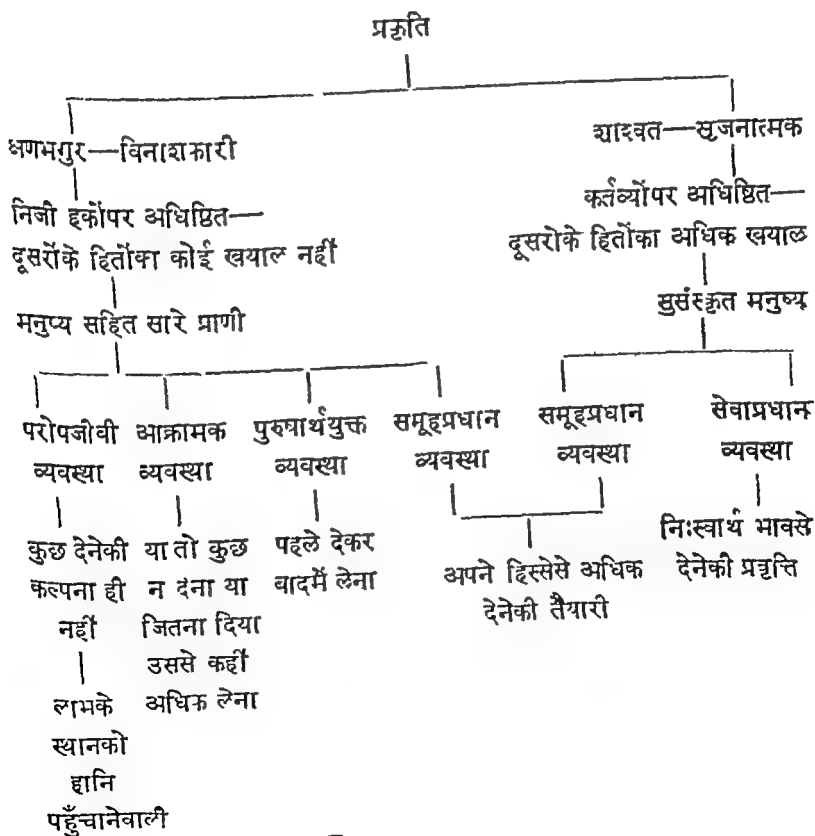 प्रकृति
क्षणभगुर—विनाशकारी
निजी हकोंपर अधिष्ठित—
दूसरोंके हितोंका कोई खयाल नहीं
मनुष्य सहित सारे प्राणी
शाश्वत—सृजनात्मक
कर्तव्योंपर अधिष्ठित—
दूसरोके हितोंका अधिक खयाल
सुसंस्कृत मनुष्य
परोपजीवी
व्यवस्था
आक्रामक
व्यवस्था
पुरुषार्थयुक्त
व्यवस्था
समूहप्रधान
व्यवस्था
समूहप्रधान
व्यवस्था
सेवाप्रधान
व्यवस्था
कुछ देनेकी
कल्पना ही
नहीं
लाभके
स्थानको
हानि
पहुँचानेवाली
या तो कुछ
न देना या
जितना दिया
उससे कहीं
अधिक लेना
पहले देकर
बादमें लेना
अपने हिस्सेसे अधिक
देनेकी तैयारी
निःस्वार्थ भावसे
देनेकी प्रवृत्ति